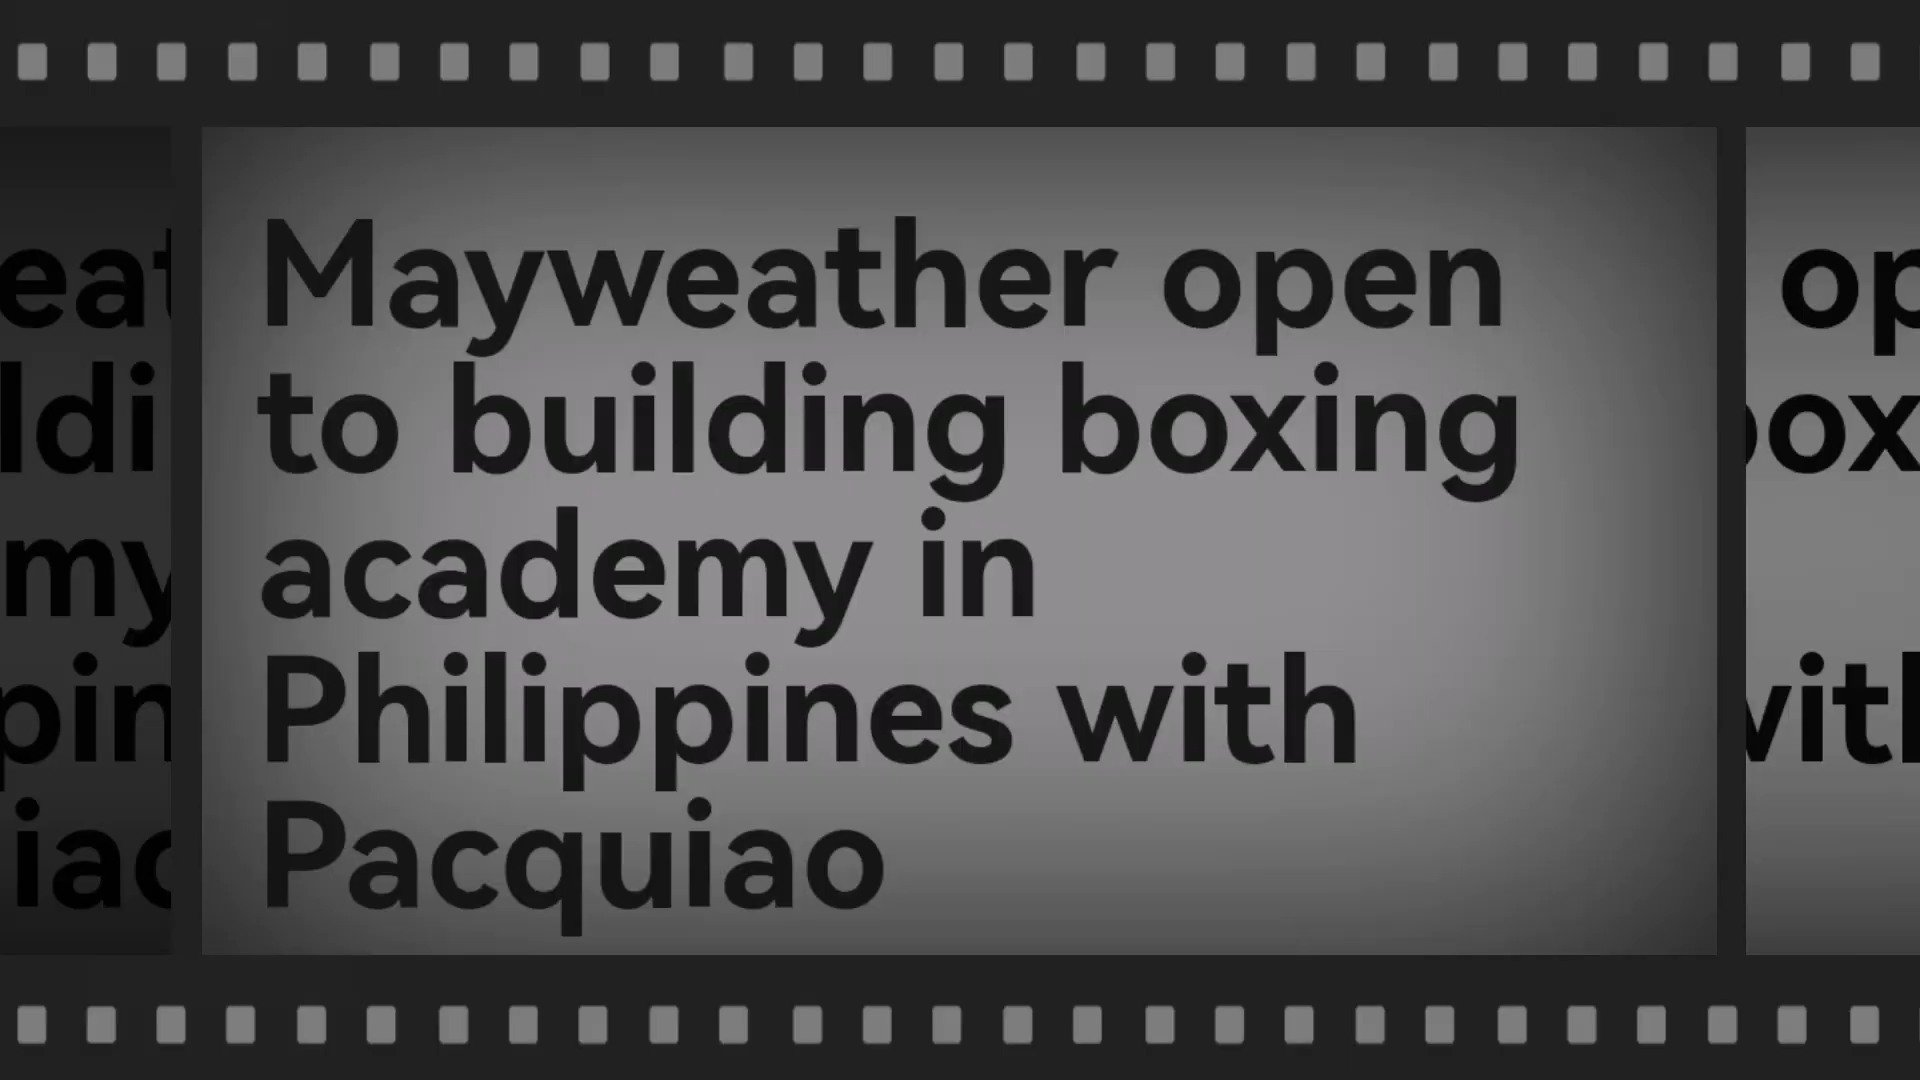 Mayweather open
to building boxing
academy in
Philippines with
Pacquiao